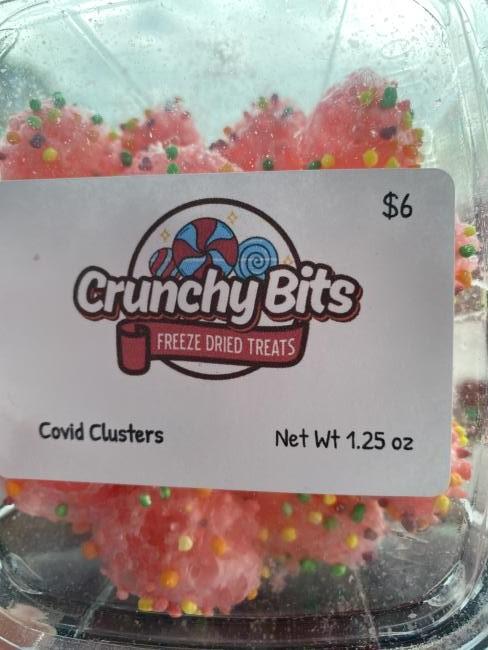 $6
Crunchy Bits
FREEZE DRIED TREATS
Covid Clusters
Net Wt 1.25 oz